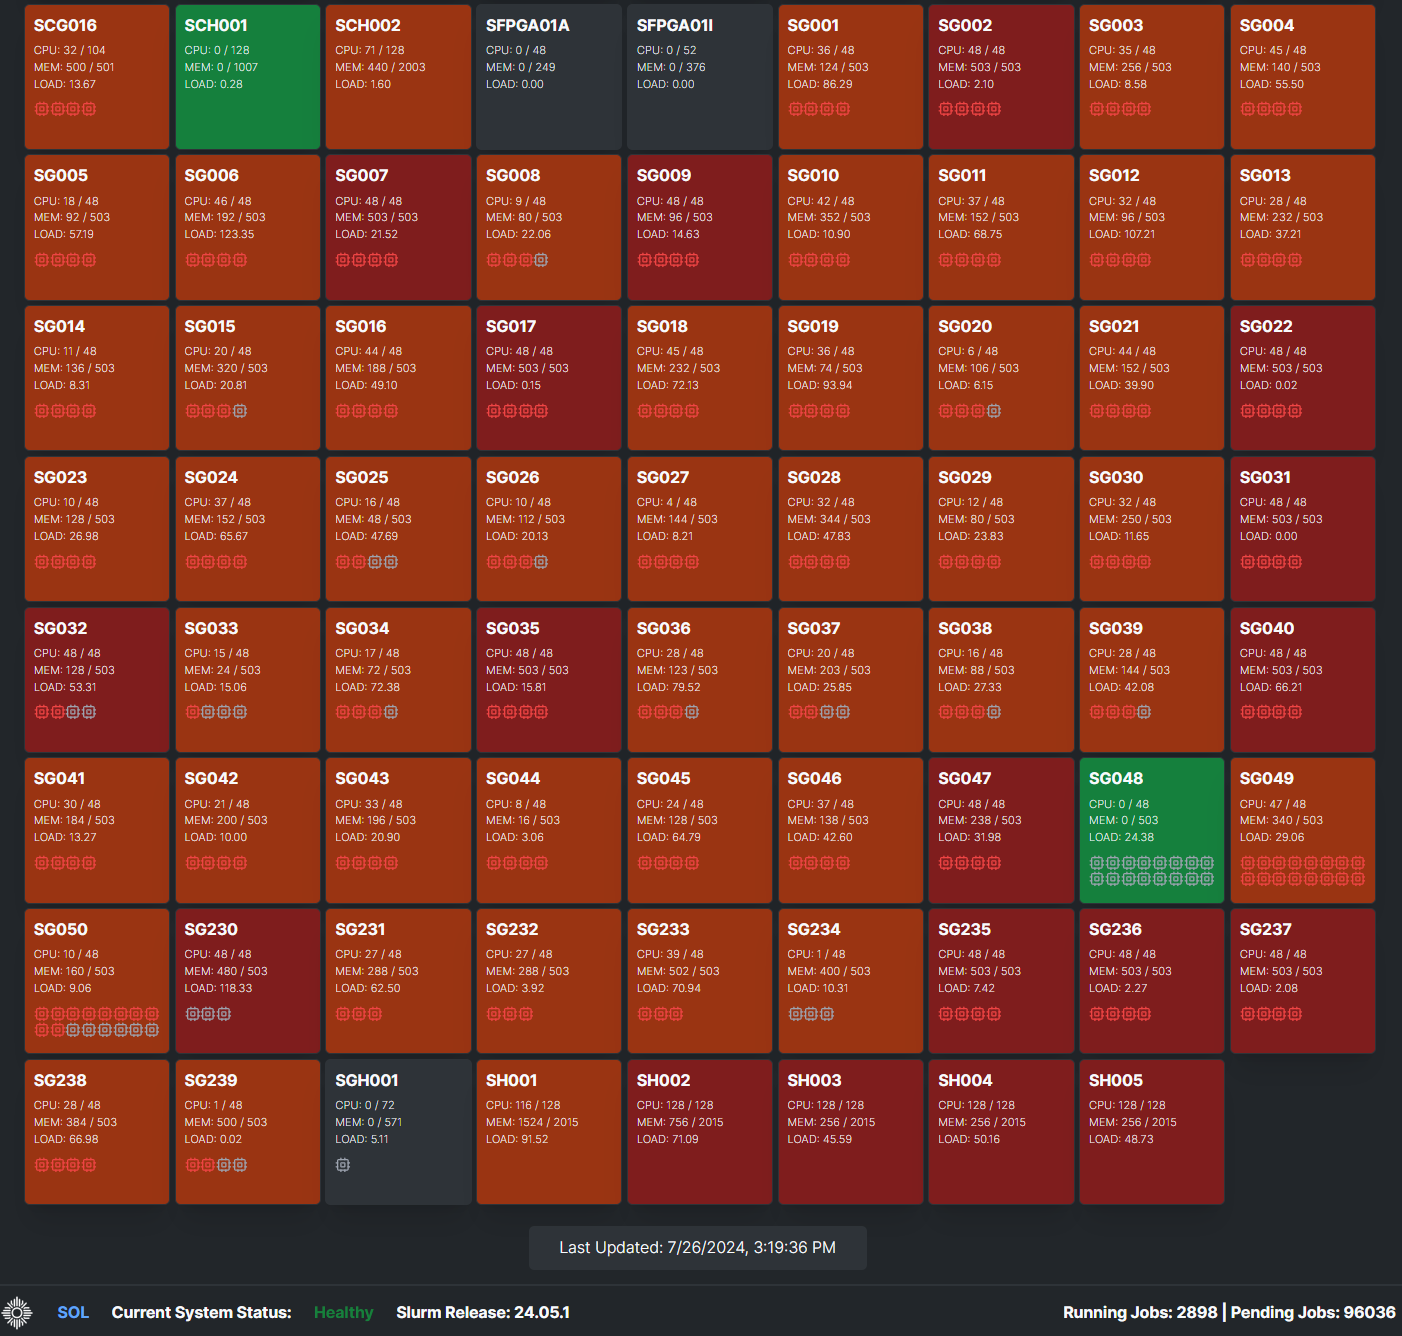 SCG016
CPU: 32 / 104
MEM: 500 / 501
LOAD: 13.67
SCH001
CPU: 0 / 128
MEM: 0 / 1007
LOAD: 0.28
SCH002
CPU: 71 / 128
MEM: 440 / 2003
LOAD: 1.60
SFPGA01A
CPU: 0 / 48
MEM: 0 / 249
LOAD: 0.00
SFPGA01I
CPU: 0 / 52
MEM: 0 / 376
LOAD: 0.00
SG001
CPU: 36 / 48
MEM: 124 / 503
LOAD: 86.29
SG002
CPU: 48 / 48
MEM: 503 / 503
LOAD: 2.10
SG003
CPU: 35 / 48
MEM: 256 / 503
LOAD: 8.58
SG004
CPU: 45 / 48
MEM: 140 / 503
LOAD: 55.50
SG005
CPU: 18 / 48
MEM: 92 / 503
LOAD: 57.19
SG006
CPU: 46 / 48
MEM: 192 / 503
LOAD: 123.35
SG007
CPU: 48 / 48
MEM: 503 / 503
LOAD: 21.52
SG008
CPU: 9 / 48
MEM: 80 / 503
LOAD: 22.06
SG009
CPU: 48 / 48
MEM: 96 / 503
LOAD: 14.63
SG010
CPU: 42 / 48
MEM: 352 / 503
LOAD: 10.90
SG011
CPU: 37 / 48
MEM: 152 / 503
LOAD: 68.75
SG012
CPU: 32 / 48
MEM: 96 / 503
LOAD: 107.21
SG013
CPU: 28 / 48
MEM: 232 / 503
LOAD: 37.21
SG014
CPU: 11 / 48
MEM: 136 / 503
LOAD: 8.31
SG015
CPU: 20 / 48
MEM: 320 / 503
LOAD: 20.81
SG016
CPU: 44 / 48
MEM: 188 / 503
LOAD: 49.10
SG017
CPU: 48 / 48
MEM: 503 / 503
LOAD: 0.15
SG018
CPU: 45 / 48
MEM: 232 / 503
LOAD: 72.13
SG019
CPU: 36 / 48
MEM: 74 / 503
LOAD: 93.94
SG020
CPU: 6 / 48
MEM: 106 / 503
LOAD: 6.15
SG021
CPU: 44 / 48
MEM: 152 / 503
LOAD: 39.90
SG022
CPU: 48 / 48
MEM: 503 / 503
LOAD: 0.02
SG023
CPU: 10 / 48
MEM: 128 / 503
LOAD: 26.98
SG024
CPU: 37 / 48
MEM: 152 / 503
LOAD: 65.67
SG025
CPU: 16 / 48
MEM: 48 / 503
LOAD: 47.69
SG026
CPU: 10 / 48
MEM: 112 / 503
LOAD: 20.13
SG027
CPU: 4 / 48
MEM: 144 / 503
LOAD: 8.21
SG028
CPU: 32 / 48
MEM: 344 / 503
LOAD: 47.83
SG029
CPU: 12 / 48
MEM: 80 / 503
LOAD: 23.83
SG030
CPU: 32 / 48
MEM: 250 / 503
LOAD: 11.65
SG031
CPU: 48 / 48
MEM: 503 / 503
LOAD: 0.00
SG032
CPU: 48 / 48
MEM: 128 / 503
LOAD: 53.31
SG033
CPU: 15 / 48
MEM: 24 / 503
LOAD: 15.06
SG034
CPU: 17 / 48
MEM: 72 / 503
LOAD: 72.38
SG035
CPU: 48 / 48
MEM: 503 / 503
LOAD: 15.81
SG036
CPU: 28 / 48
MEM: 123 / 503
LOAD: 79.52
SG037
CPU: 20 / 48
MEM: 203 / 503
LOAD: 25.85
SG038
CPU: 16 / 48
MEM: 88 / 503
LOAD: 27.33
SG039
CPU: 28 / 48
MEM: 144 / 503
LOAD: 42.08
SG040
CPU: 48 / 48
MEM: 503 / 503
LOAD: 66.21
SG041
CPU: 30 / 48
MEM: 184 / 503
LOAD: 13.27
SG042
CPU: 21 / 48
MEM: 200 / 503
LOAD: 10.00
SG043
CPU: 33 / 48
MEM: 196 / 503
LOAD: 20.90
SG044
CPU: 8 / 48
MEM: 16 / 503
LOAD: 3.06
SG045
CPU: 24 / 48
MEM: 128 / 503
LOAD: 64.79
SG046
CPU: 37 / 48
MEM: 138 / 503
LOAD: 42.60
SG047
CPU: 48 / 48
MEM: 238 / 503
LOAD: 31.98
SG048
CPU: 0 / 48
MEM: 0 / 503
LOAD: 24.38
SG049
CPU: 47 / 48
MEM: 340 / 503
LOAD: 29.06
SG050
CPU: 10 / 48
MEM: 160 / 503
LOAD: 9.06
SG230
CPU: 48 / 48
MEM: 480 / 503
LOAD: 118.33
SG231
CPU: 27 / 48
MEM: 288 / 503
LOAD: 62.50
SG232
CPU: 27 / 48
MEM: 288 / 503
LOAD: 3.92
SG233
CPU: 39 / 48
MEM: 502 / 503
LOAD: 70.94
SG234
CPU: 1 / 48
MEM: 400 / 503
LOAD: 10.31
SG235
CPU: 48 / 48
MEM: 503 / 503
LOAD: 7.42
SG236
CPU: 48 / 48
MEM: 503 / 503
LOAD: 2.27
SG237
CPU: 48 / 48
MEM: 503 / 503
LOAD: 2.08
SG238
CPU: 28 / 48
MEM: 384 / 503
LOAD: 66.98
SG239
CPU: 1 / 48
MEM: 500 / 503
LOAD: 0.02
SGH001
CPU: 0 / 72
MEM: 0 / 571
LOAD: 5.11
SH001
CPU: 116 / 128
MEM: 1524 / 2015
LOAD: 91.52
SH002
CPU: 128 / 128
MEM: 756 / 2015
LOAD: 71.09
SH003
CPU: 128 / 128
MEM: 256 / 2015
LOAD: 45.59
SH004
CPU: 128 / 128
MEM: 256 / 2015
LOAD: 50.16
SH005
CPU: 128 / 128
MEM: 256 / 2015
LOAD: 48.73
Last Updated: 7/26/2024, 3:19:36 PM
SOL Current System Status: Healthy Slurm Release: 24.05.1 Running Jobs: 2898 | Pending Jobs: 96036